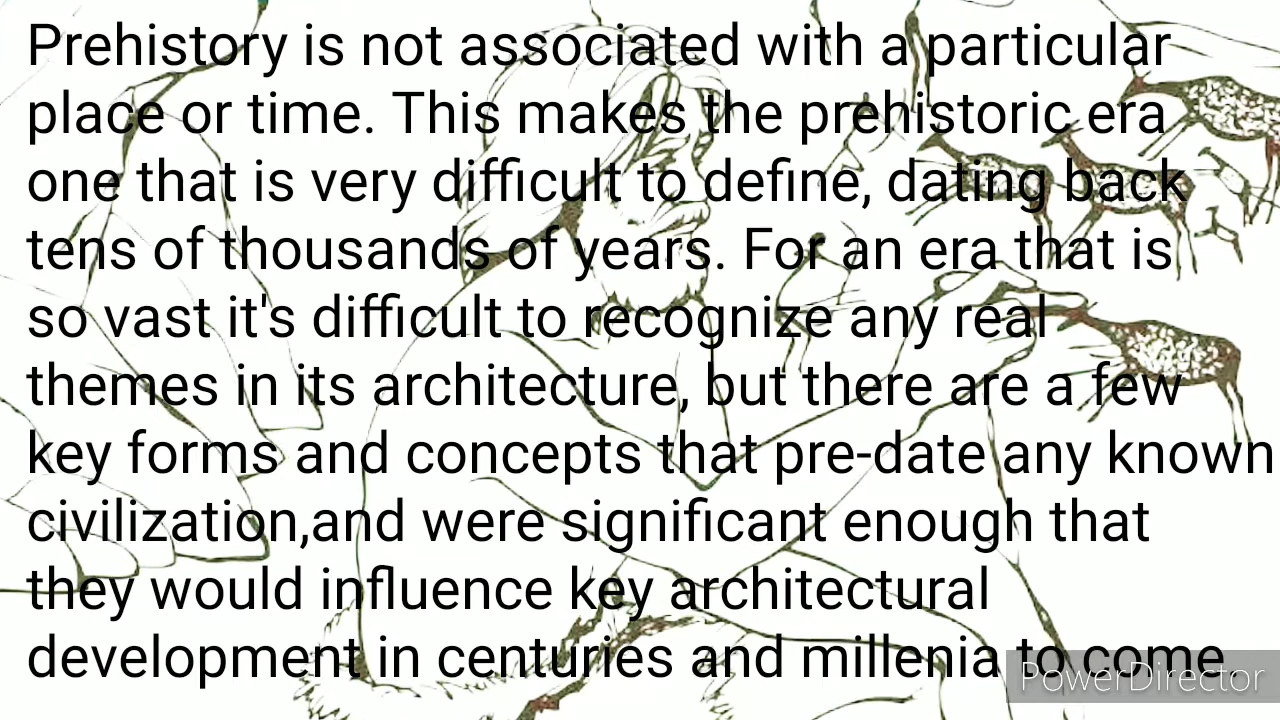 Prehistory is not associated with a particular
place or time. This makes the prehistoric era
one that is very difficult to define, dating back
tens of thousands of years. For an era that is
so vast it's difficult to recognize any real
themes in its architecture, but there are a few
key forms and concepts that pre-date any known
civilization,and were significant enough that
they would influence key architectural
development in centuries and millenia to come.
PowerDirector